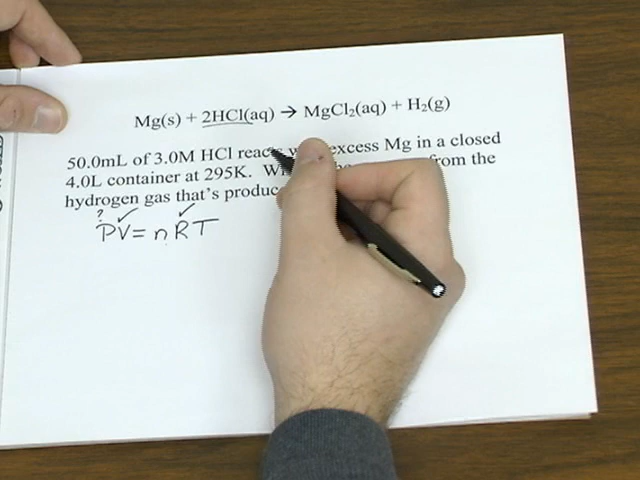 Mg(s) + 2HCl(aq) → MgCl₂(aq) + H₂(g)
50.0mL of 3.0M HCl reacts excess Mg in a closed
4.0L container at 295K. from the
hydrogen gas that's
? ✓ ✓
PV = nRT